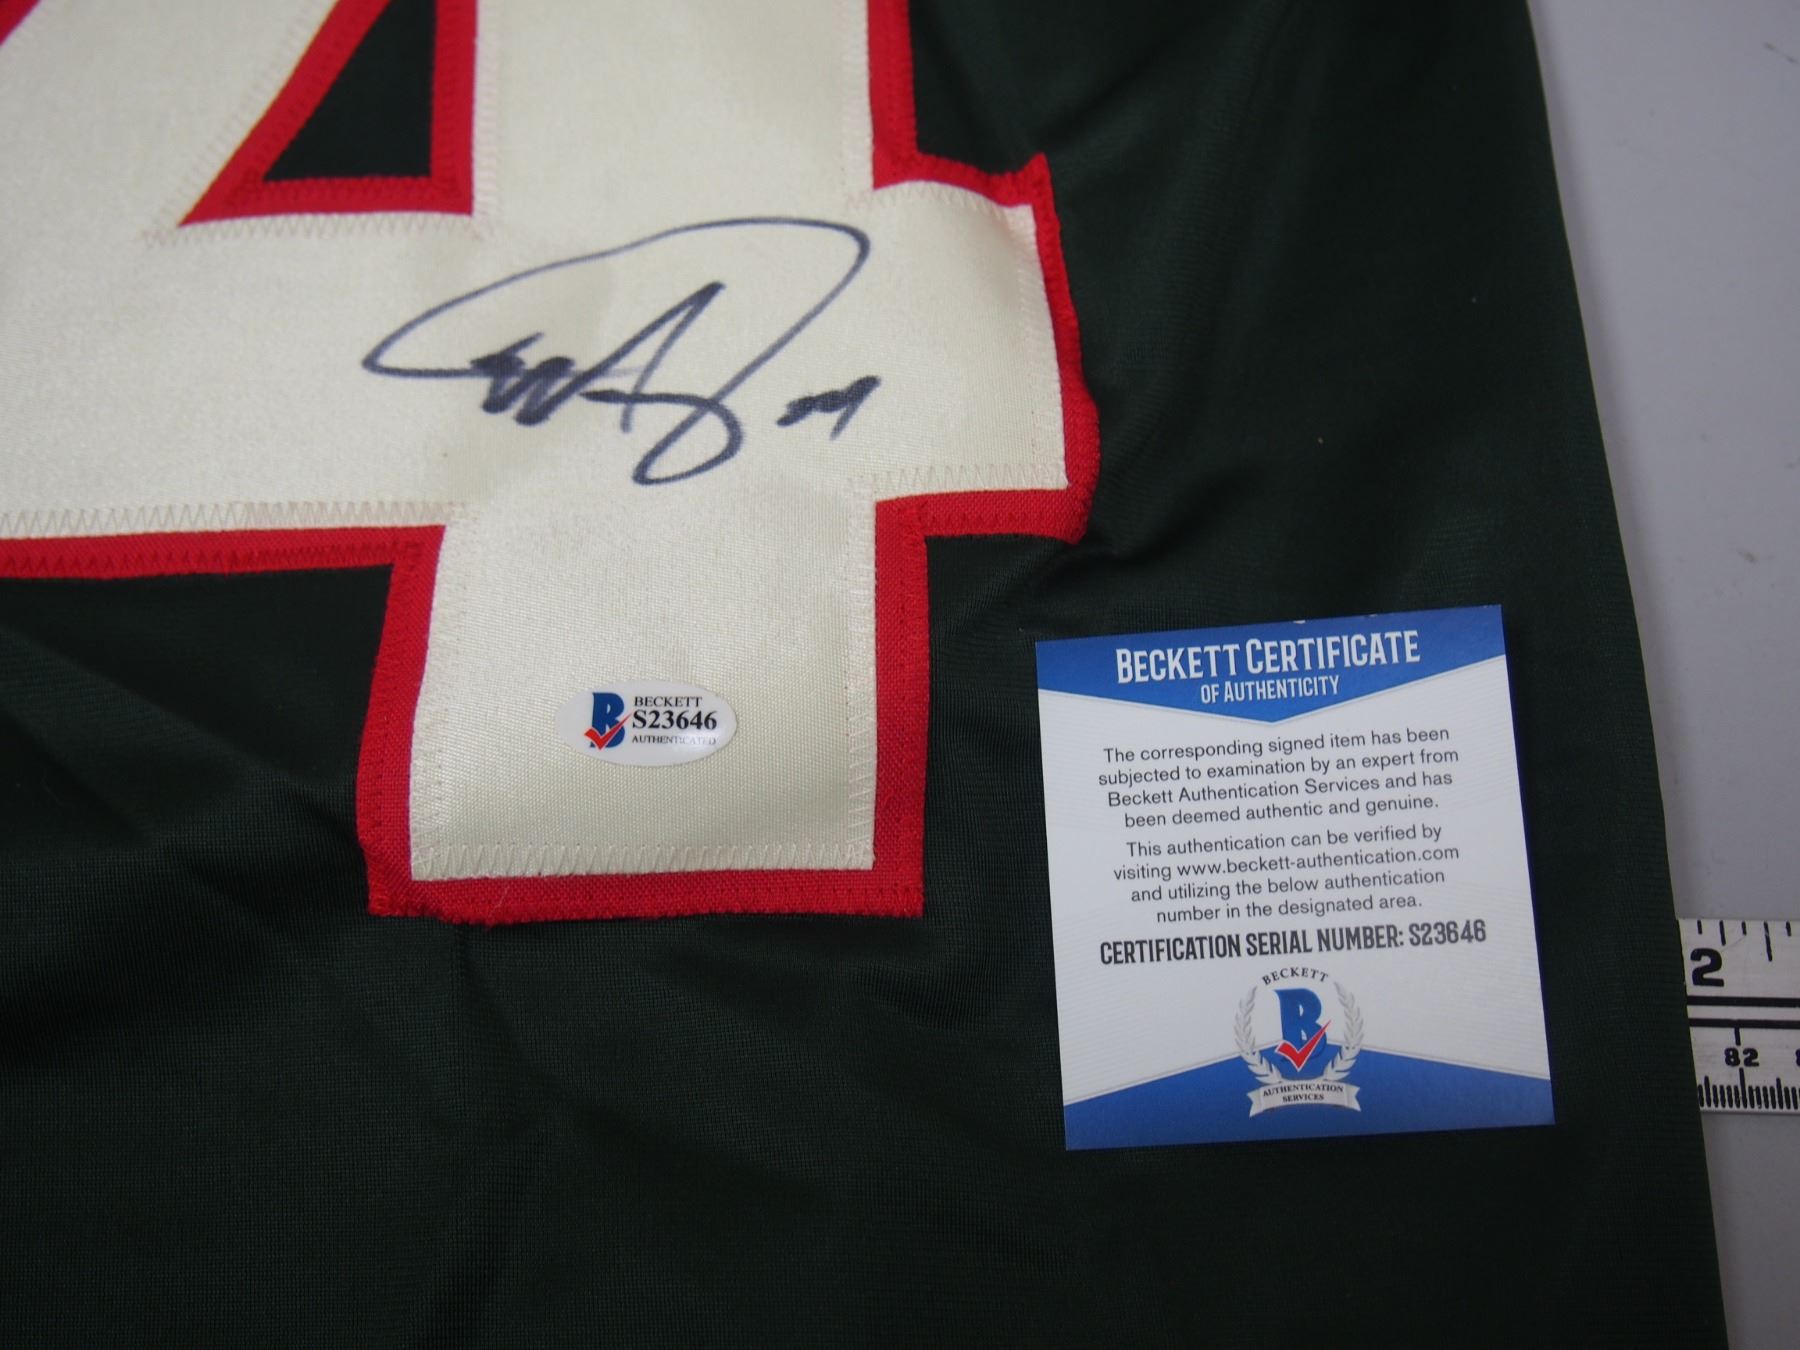 4
BECKETT
S23646
AUTHENTICATED
BECKETT CERTIFICATE
OF AUTHENTICITY
The corresponding signed item has been
subjected to examination by an expert from
Beckett Authentication Services and has
been deemed authentic and genuine.
This authentication can be verified by
visiting www.beckett-authentication.com
and utilizing the below authentication
number in the designated area.
CERTIFICATION SERIAL NUMBER: S23646
BECKETT
B
AUTHENTICATION
SERVICES
2
82